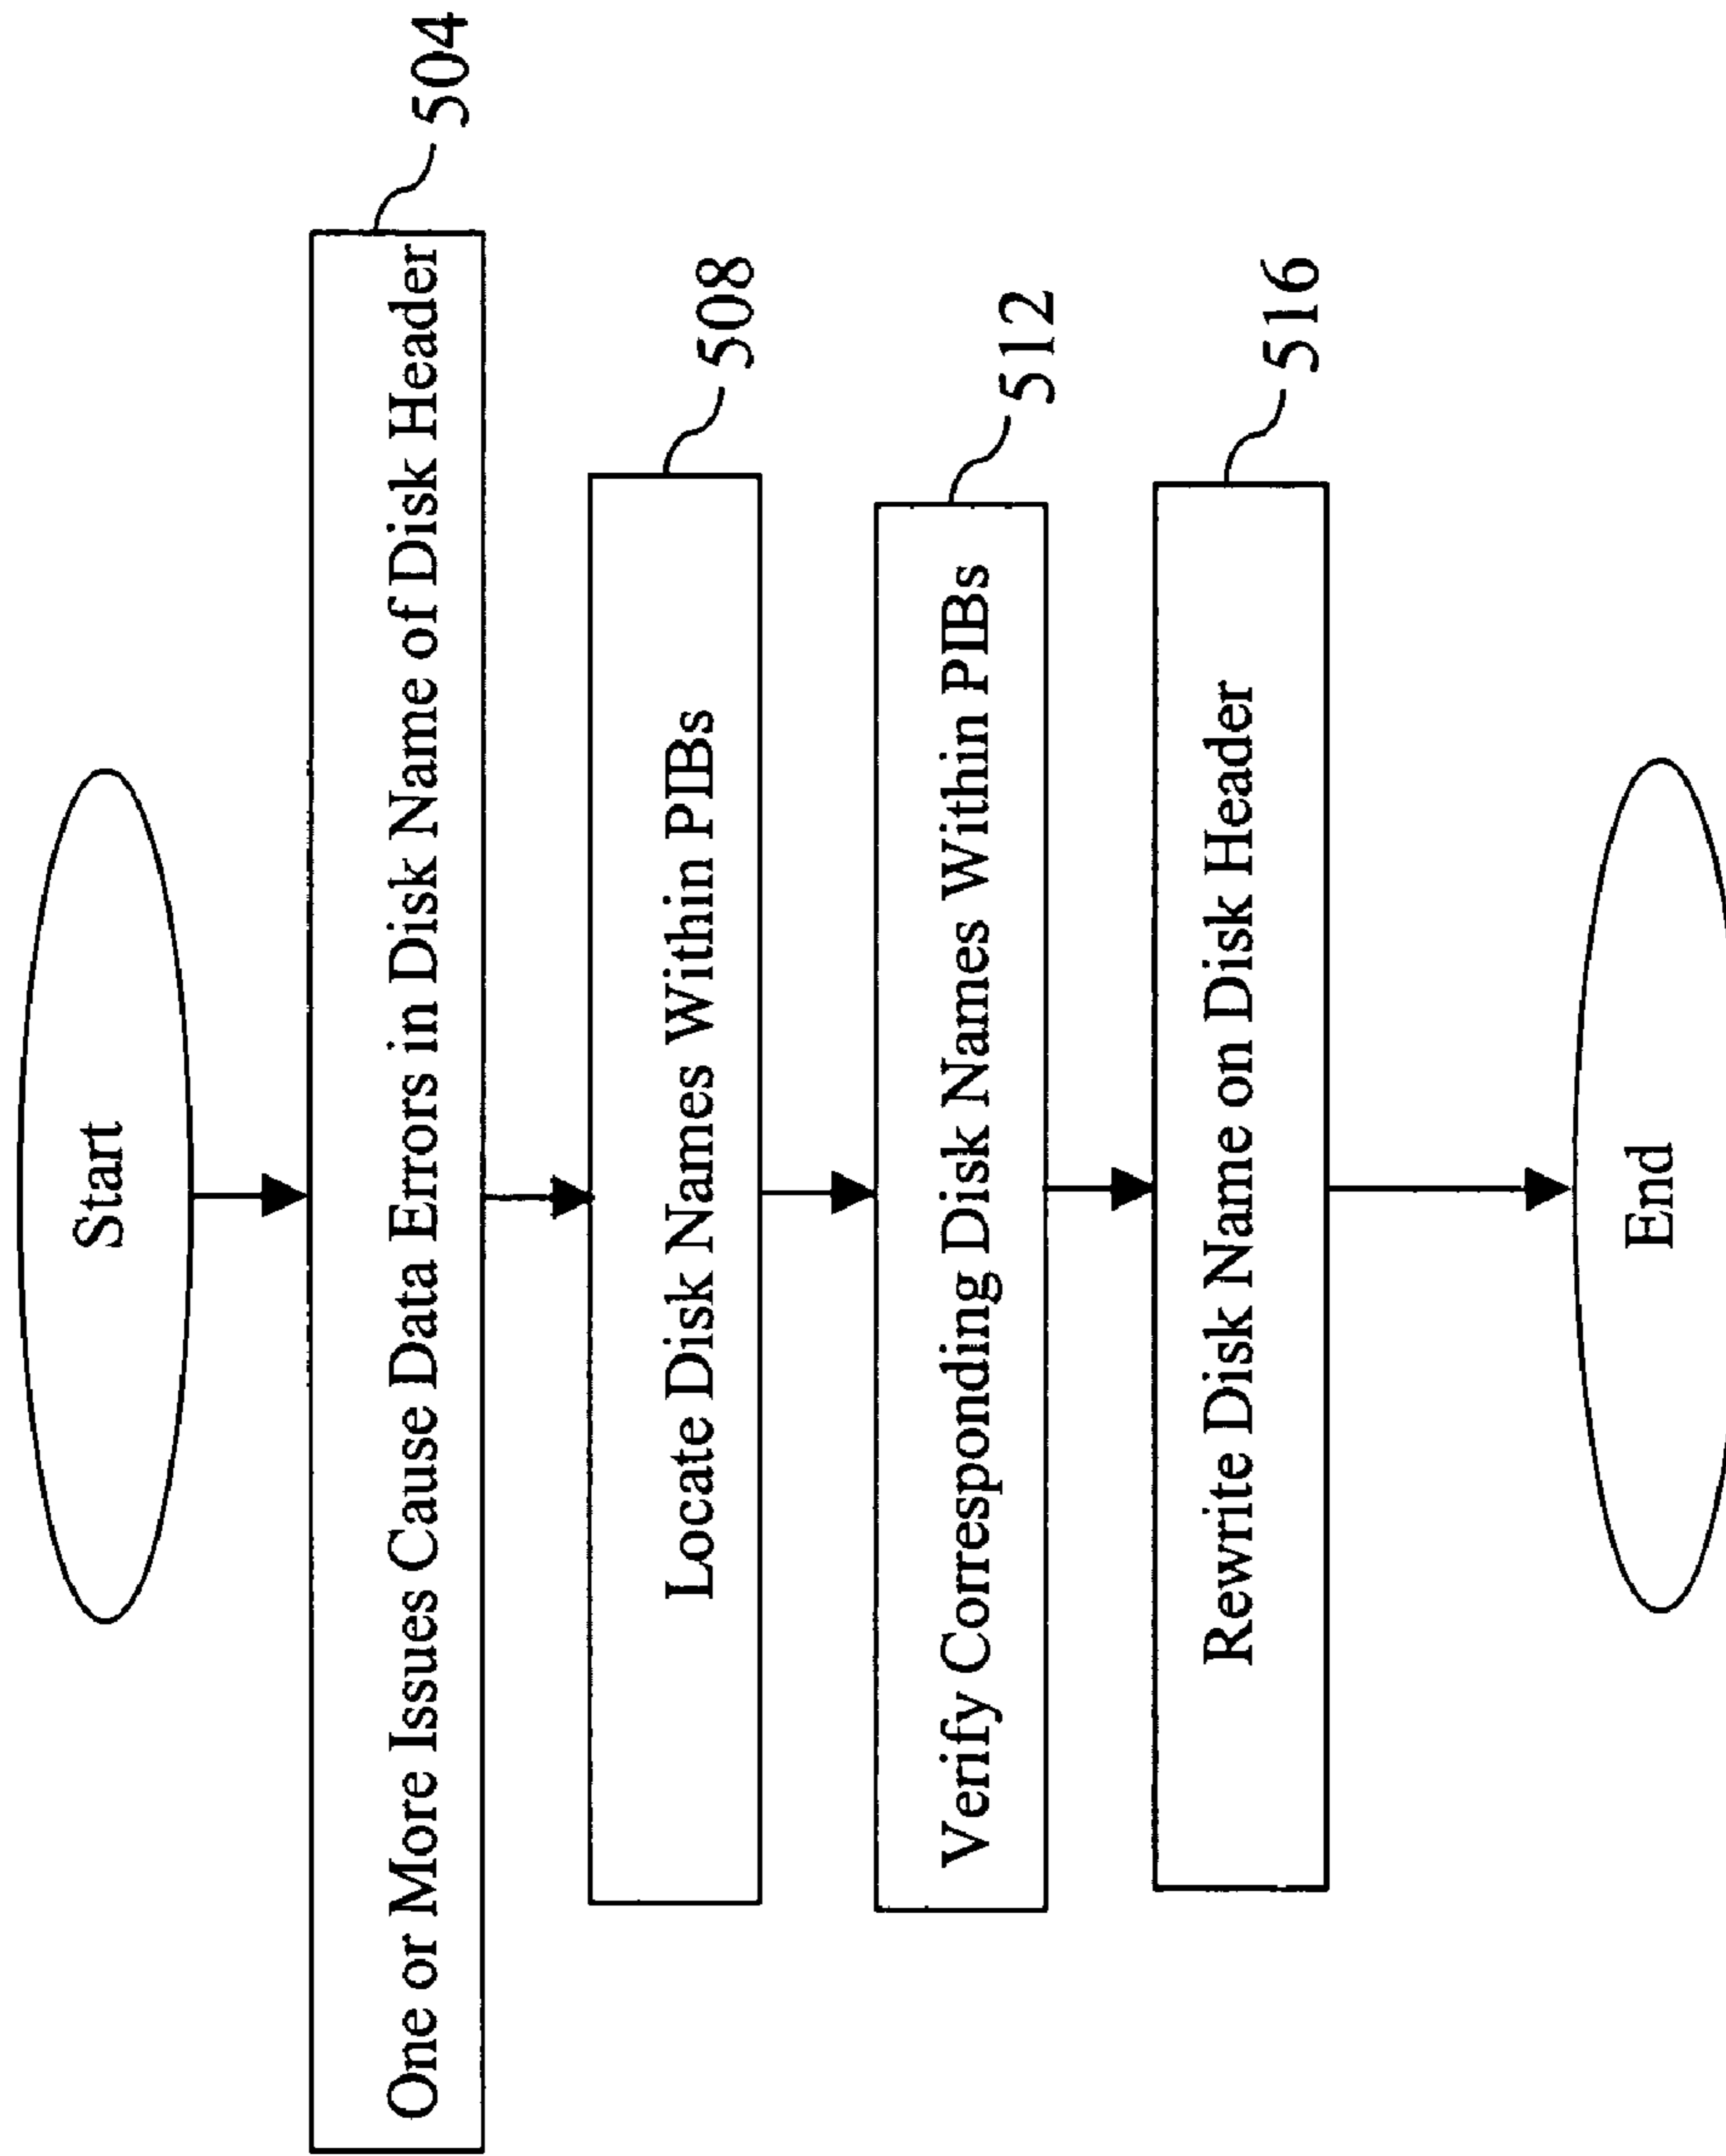 Start
One or More Issues Cause Data Errors in Disk Name of Disk Header
504
Locate Disk Names Within PIBs
508
Verify Corresponding Disk Names Within PIBs
512
Rewrite Disk Name on Disk Header
516
End